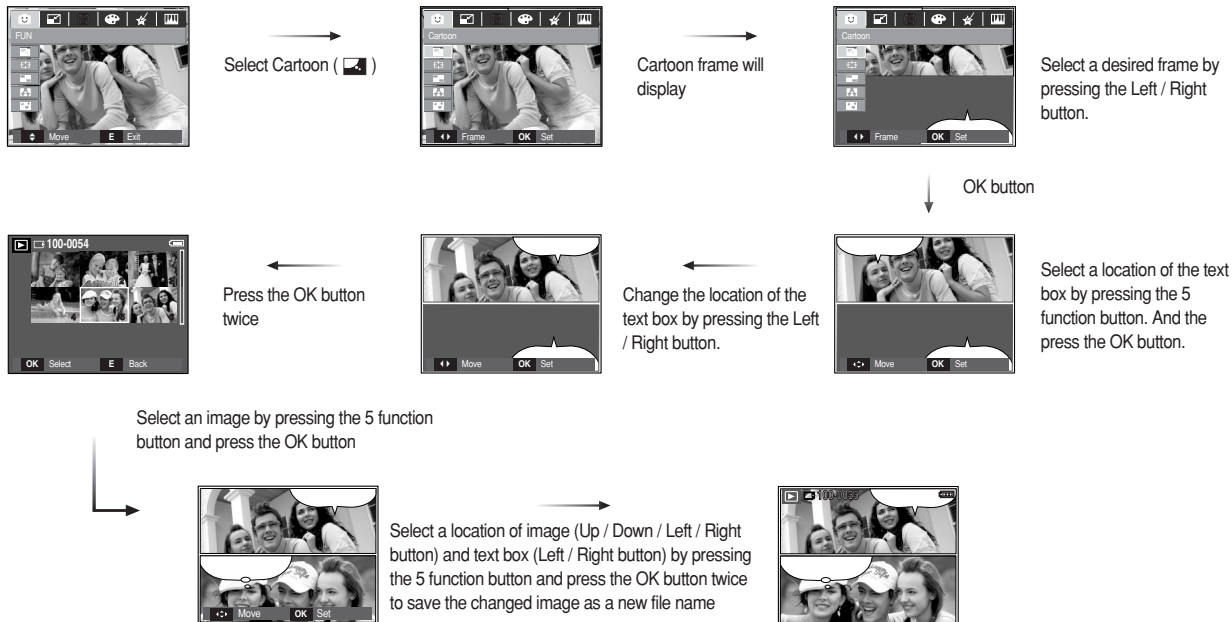 FUN
Move E Exit
Select Cartoon ( )
Cartoon
Frame OK Set
Cartoon frame will
display
Cartoon
Frame OK Set
Select a desired frame by
pressing the Left / Right
button.
OK button
Select a location of the text
box by pressing the 5
function button. And the
press the OK button.
Move OK Set
Change the location of the
text box by pressing the Left
/ Right button.
Move OK Set
Press the OK button
twice
100-0054
OK Select E Back
Select an image by pressing the 5 function
button and press the OK button
Move OK Set
Select a location of image (Up / Down / Left / Right
button) and text box (Left / Right button) by pressing
the 5 function button and press the OK button twice
to save the changed image as a new file name
100-0055